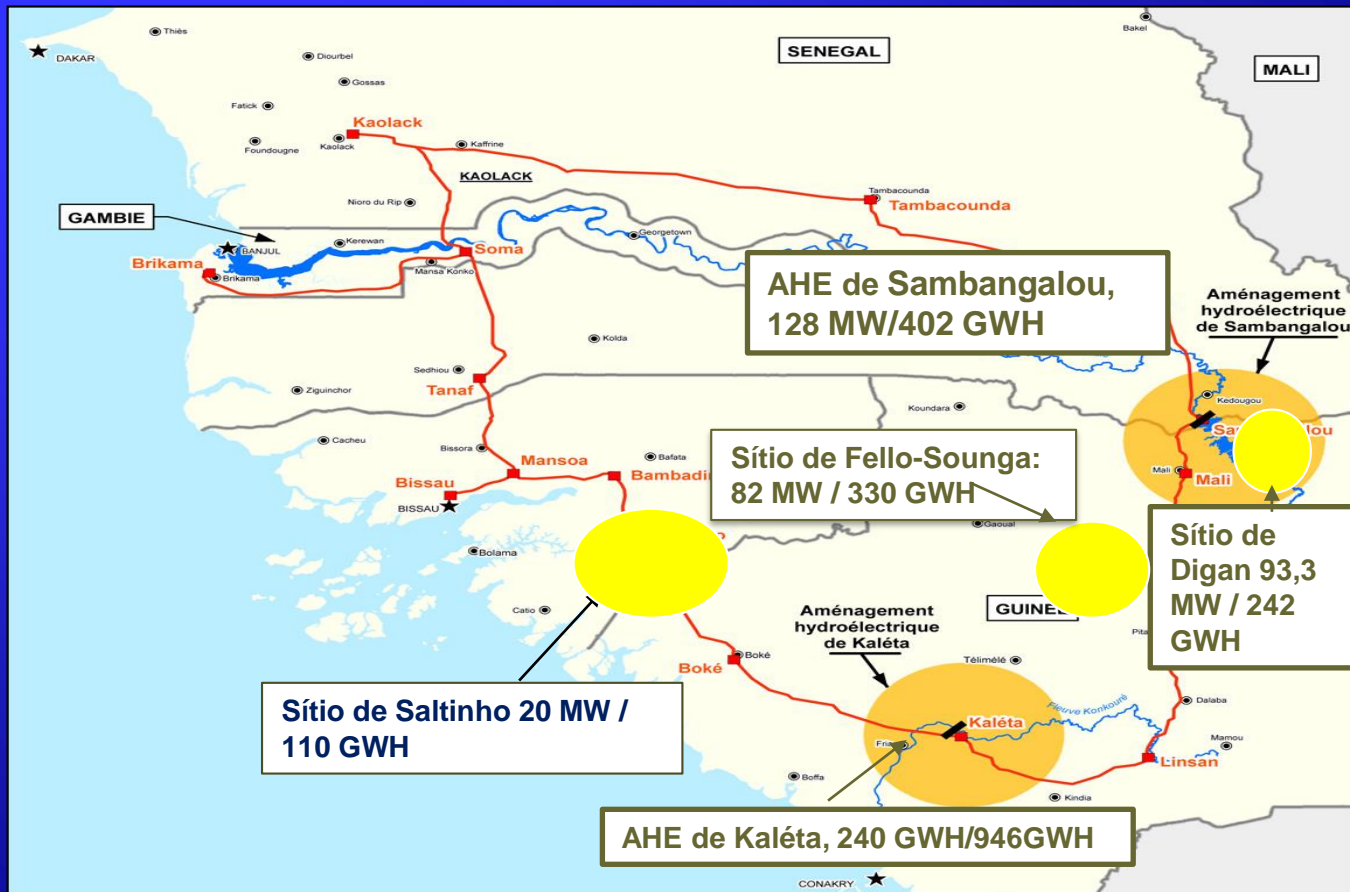 Thiès
Bakel
DAKAR
SENEGAL
Diourbel
MALI
Gossas
Fatick
Kaolack
Foundougne
Kaolack
Kaffrine
KAOLACK
Tambacounda
Nioro du Rip
Tambacounda
GAMBIE
Georgetown
Kerewan
BANJUL
Soma
Brikama
Mansa Konko
Brikama
AHE de Sambangalou,
128 MW/402 GWH
Aménagement
hydroélectrique
de Sambangalou
Kolda
Sedhiou
Tanaf
Ziguinchor
Kedougou
Koundara
Cacheu
Bissora
Mansoa
Bafata
Sítio de Fello-Sounga:
82 MW / 330 GWH
Mali
Mali
Bissau
BISSAU
Gaoual
Sítio de
Digan 93,3
MW / 242
GWH
Bolama
Catio
Aménagement
hydroélectrique
de Kaléta
Boké
Boké
Télimélé
Sítio de Saltinho 20 MW /
110 GWH
Fleuve Konkouré
Kaléta
Dalaba
Mamou
Linsan
Boffa
Kindia
AHE de Kaléta, 240 GWH/946GWH
CONAKRY